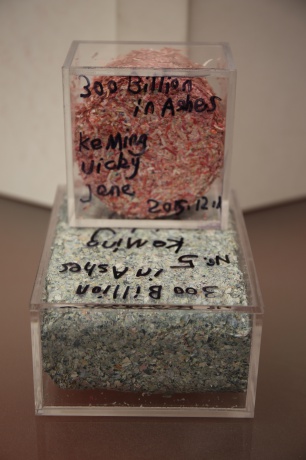 300 Billion
in Ashes
KeMing
Vicky
Jane
2015.12.1
300 Billion
in Ashes
No. 5
KeMing